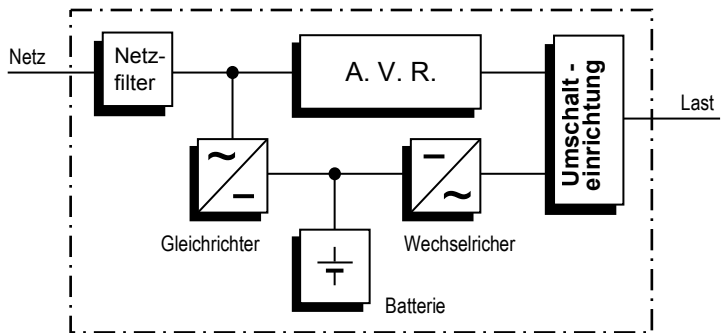 Netz
Netz-
filter
A. V. R.
Umschalt -
einrichtung
Last
~
–
–
~
Gleichrichter
Wechselricher
Batterie